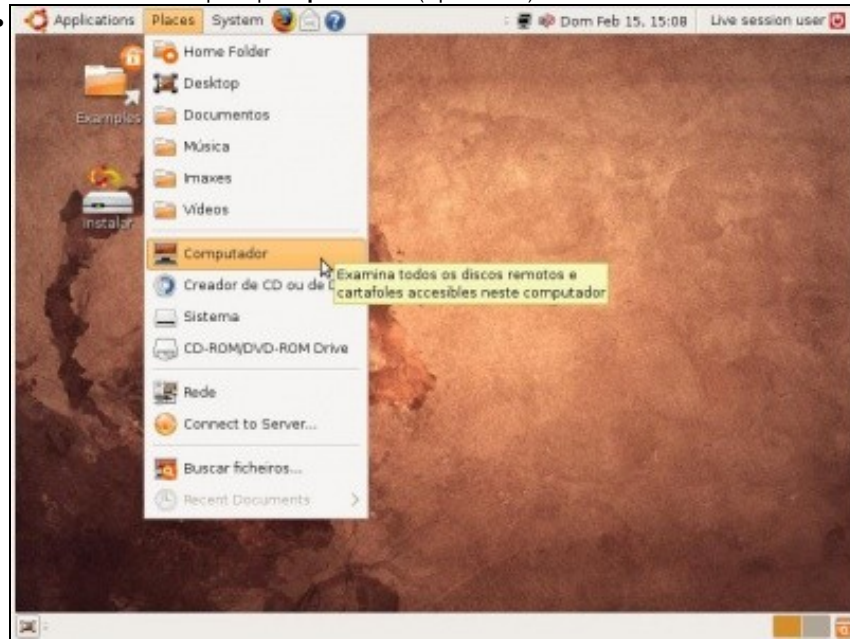 Applications Places System Dom Feb 15, 15:08 Live session user
Home Folder
Desktop
Examples
Documentos
Música
Imaxes
Vídeos
Instalar
Computador
Examina todos os discos remotos e
cartafoles accesibles neste computador
Creador de CD ou de
Sistema
CD-ROM/DVD-ROM Drive
Rede
Connect to Server...
Buscar ficheiros...
Recent Documents